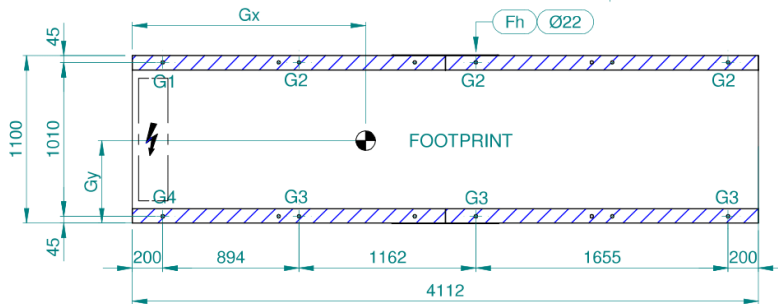 Gx
Fh Ø22
45
G1 G2 G2 G2
1100 1010 FOOTPRINT
Gy
G4 G3 G3 G3
45
200 894 1162 1655 200
4112